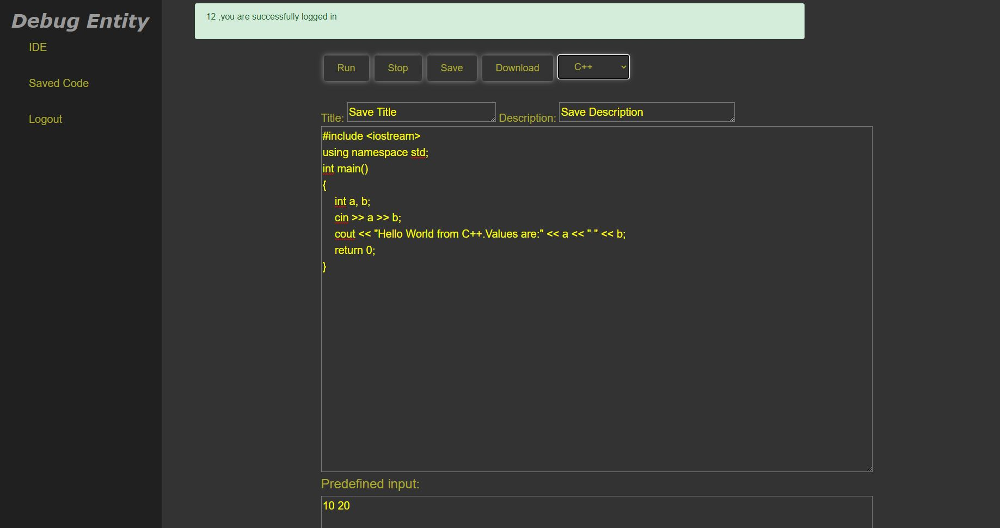 Debug Entity
IDE
Saved Code
Logout
12 ,you are successfully logged in
Run Stop Save Download C++
Title: Save Title Description: Save Description
#include <iostream>
using namespace std;
int main()
{
    int a, b;
    cin >> a >> b;
    cout << "Hello World from C++.Values are:" << a << " " << b;
    return 0;
}
Predefined input:
10 20